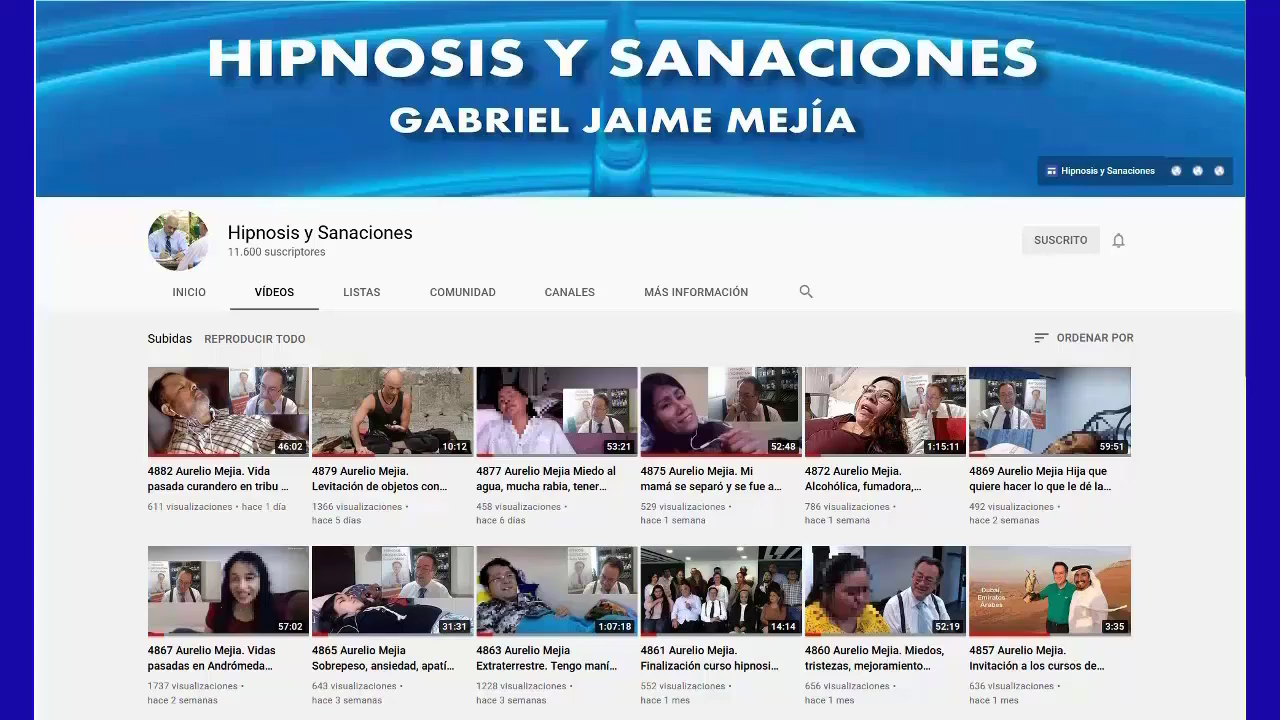 HIPNOSIS Y SANACIONES
GABRIEL JAIME MEJÍA
Hipnosis y Sanaciones
Hipnosis y Sanaciones
11.600 suscriptores
SUSCRITO
INICIO VÍDEOS LISTAS COMUNIDAD CANALES MÁS INFORMACIÓN
Subidas REPRODUCIR TODO ORDENAR POR
46:02
4882 Aurelio Mejia. Vida
pasada curandero en tribu ...
611 visualizaciones • hace 1 día
10:12
4879 Aurelio Mejia.
Levitación de objetos con...
1366 visualizaciones •
hace 5 días
53:21
4877 Aurelio Mejia Miedo al
agua, mucha rabia, tener...
458 visualizaciones •
hace 6 días
52:48
4875 Aurelio Mejia. Mi
mamá se separó y se fue a...
529 visualizaciones •
hace 1 semana
1:15:11
4872 Aurelio Mejia.
Alcohólica, fumadora,...
786 visualizaciones •
hace 1 semana
59:51
4869 Aurelio Mejia Hija que
quiere hacer lo que le dé la...
492 visualizaciones •
hace 2 semanas
57:02
4867 Aurelio Mejia. Vidas
pasadas en Andrómeda...
1737 visualizaciones •
hace 2 semanas
31:31
4865 Aurelio Mejia
Sobrepeso, ansiedad, apatí...
643 visualizaciones •
hace 3 semanas
1:07:18
4863 Aurelio Mejia
Extraterrestre. Tengo maní...
1228 visualizaciones •
hace 3 semanas
14:14
4861 Aurelio Mejia.
Finalización curso hipnosi...
552 visualizaciones •
hace 1 mes
52:19
4860 Aurelio Mejia. Miedos,
tristezas, mejoramiento...
656 visualizaciones •
hace 1 mes
Dubai,
Emiratos
Árabes
3:35
4857 Aurelio Mejia.
Invitación a los cursos de...
636 visualizaciones •
hace 1 mes